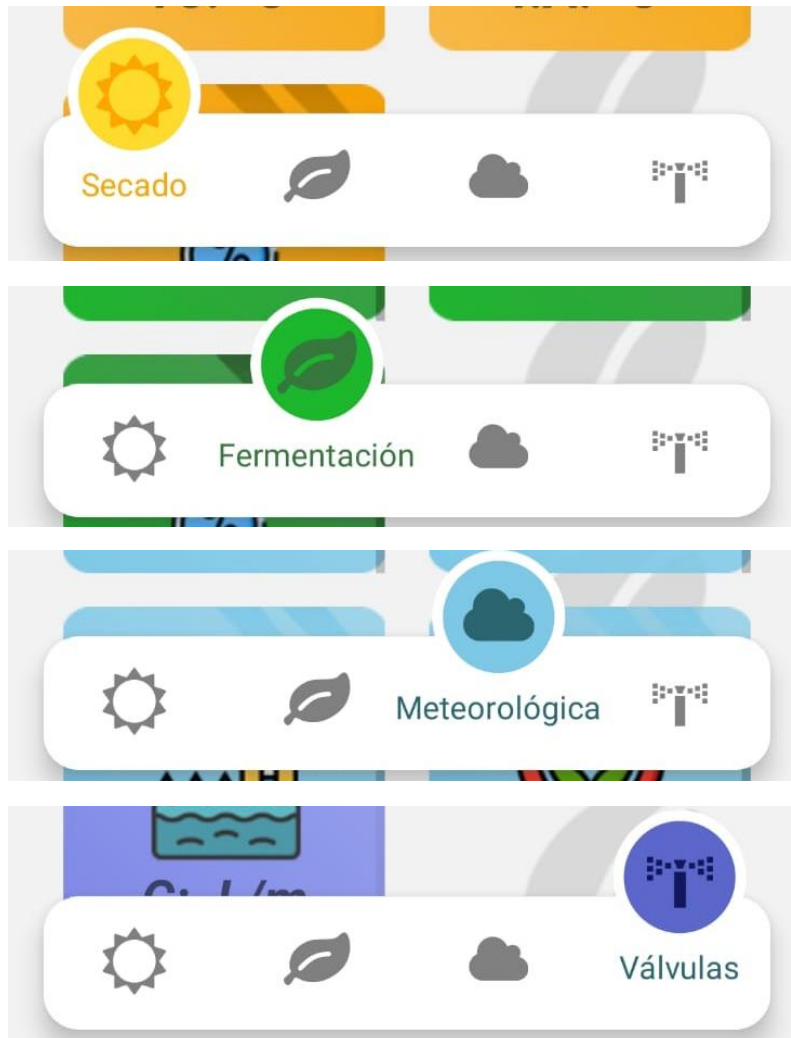 Secado
%
Fermentación
%
Meteorológica
H
Válvulas